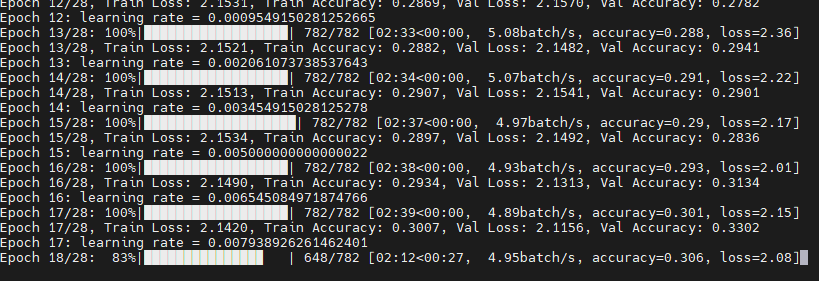 Epoch 12/28, Train Loss: 2.1531, Train Accuracy: 0.2869, Val Loss: 2.1570, Val Accuracy: 0.2782
Epoch 12: learning rate = 0.0009549150281252665
Epoch 13/28: 100%|██████████████████| 782/782 [02:33<00:00,  5.08batch/s, accuracy=0.288, loss=2.36]
Epoch 13/28, Train Loss: 2.1521, Train Accuracy: 0.2882, Val Loss: 2.1482, Val Accuracy: 0.2941
Epoch 13: learning rate = 0.002061073738537643
Epoch 14/28: 100%|██████████████████| 782/782 [02:34<00:00,  5.07batch/s, accuracy=0.291, loss=2.22]
Epoch 14/28, Train Loss: 2.1513, Train Accuracy: 0.2907, Val Loss: 2.1541, Val Accuracy: 0.2901
Epoch 14: learning rate = 0.003454915028125278
Epoch 15/28: 100%|███████████████████| 782/782 [02:37<00:00,  4.97batch/s, accuracy=0.29, loss=2.17]
Epoch 15/28, Train Loss: 2.1534, Train Accuracy: 0.2897, Val Loss: 2.1492, Val Accuracy: 0.2836
Epoch 15: learning rate = 0.005000000000000022
Epoch 16/28: 100%|██████████████████| 782/782 [02:38<00:00,  4.93batch/s, accuracy=0.293, loss=2.01]
Epoch 16/28, Train Loss: 2.1490, Train Accuracy: 0.2934, Val Loss: 2.1313, Val Accuracy: 0.3134
Epoch 16: learning rate = 0.006545084971874766
Epoch 17/28: 100%|██████████████████| 782/782 [02:39<00:00,  4.89batch/s, accuracy=0.301, loss=2.15]
Epoch 17/28, Train Loss: 2.1420, Train Accuracy: 0.3007, Val Loss: 2.1156, Val Accuracy: 0.3302
Epoch 17: learning rate = 0.007938926261462401
Epoch 18/28:  83%|███████████████   | 648/782 [02:12<00:27,  4.95batch/s, accuracy=0.306, loss=2.08]